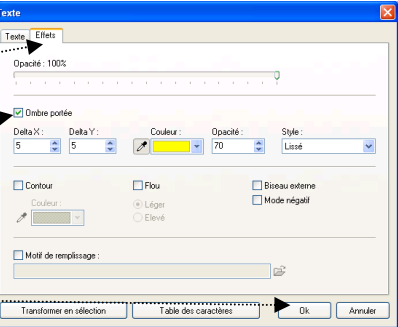 Texte
Texte Effets
Opacité : 100%
Ombre portée
Delta X : Delta Y : Couleur : Opacité : Style :
5 5 70 Lissé
Contour Flou Biseau externe
Couleur : Léger Mode négatif
Elevé
Motif de remplissage :
Transformer en sélection Table des caractères Ok Annuler